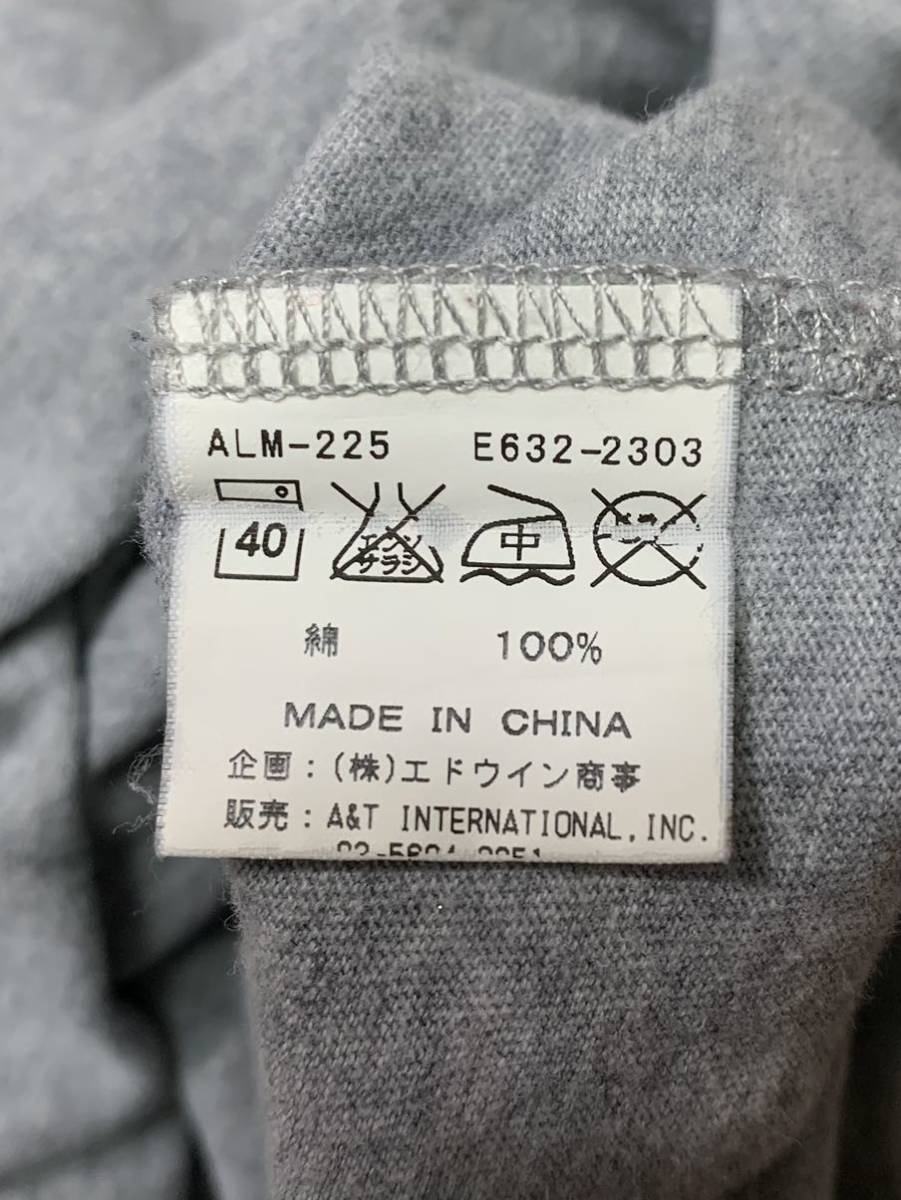 ALM-225 E632-2303
40 エンソ サラシ 中
綿 100%
MADE IN CHINA
企画:(株)エドウイン商事
販売:A&T INTERNATIONAL,INC.